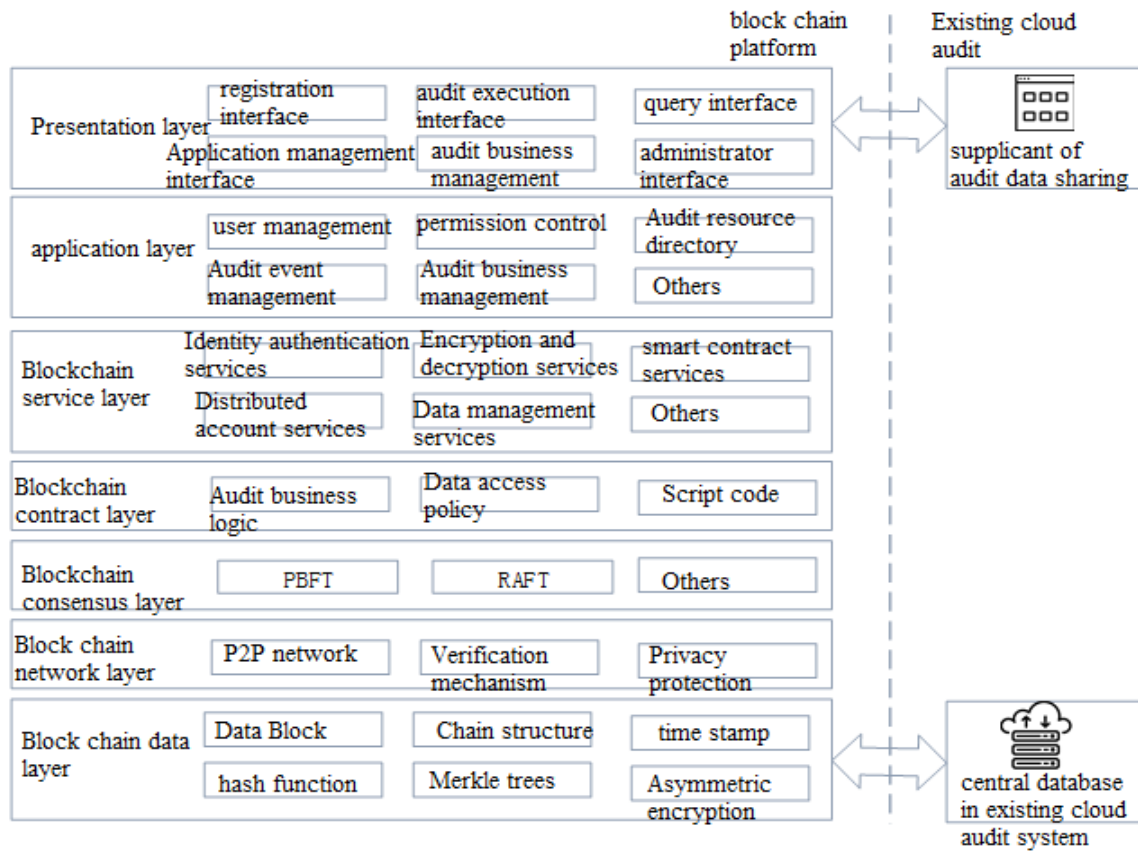 block chain
platform
Existing cloud
audit
Presentation layer
registration
interface
audit execution
interface
query interface
Application management
interface
audit business
management
administrator
interface
supplicant of
audit data sharing
application layer
user management
permission control
Audit resource
directory
Audit event
management
Audit business
management
Others
Blockchain
service layer
Identity authentication
services
Encryption and
decryption services
smart contract
services
Distributed
account services
Data management
services
Others
Blockchain
contract layer
Audit business
logic
Data access
policy
Script code
Blockchain
consensus layer
PBFT
RAFT
Others
Block chain
network layer
P2P network
Verification
mechanism
Privacy
protection
Block chain data
layer
Data Block
Chain structure
time stamp
hash function
Merkle trees
Asymmetric
encryption
central database
in existing cloud
audit system